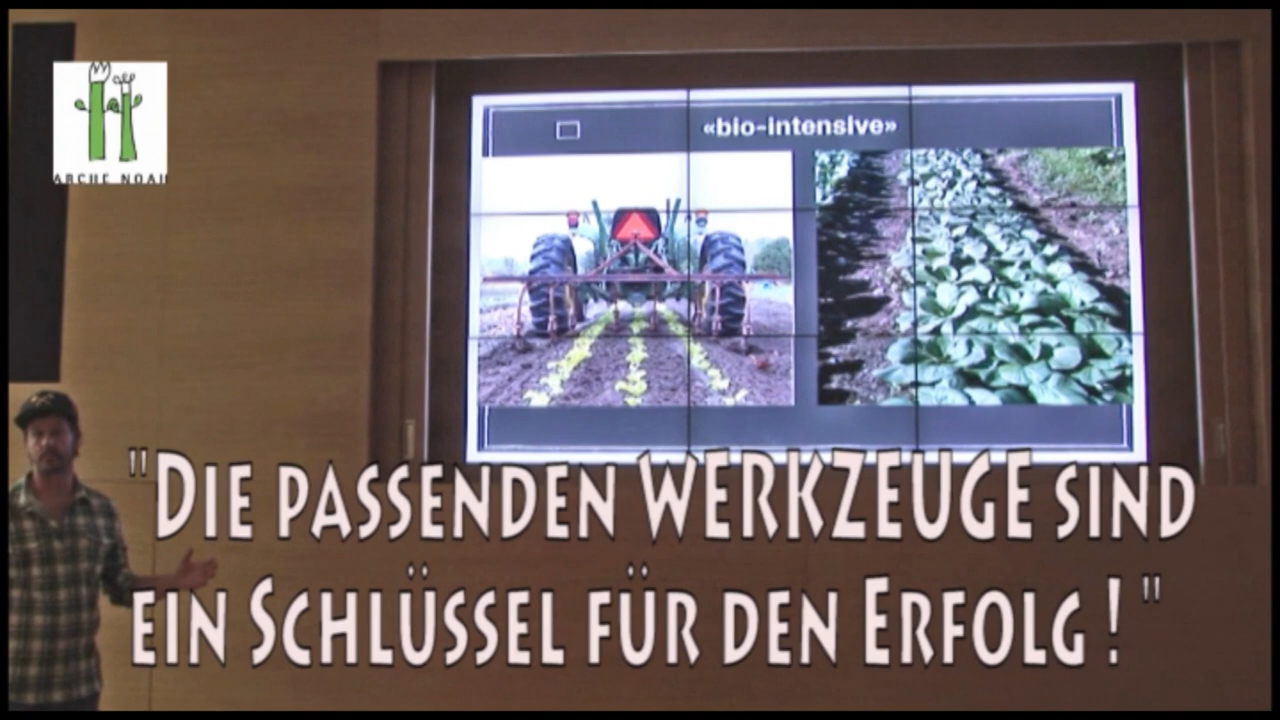 ARCHE NOAH
«bio-intensive»
"DIE PASSENDEN WERKZEUGE SIND
EIN SCHLÜSSEL FÜR DEN ERFOLG ! "